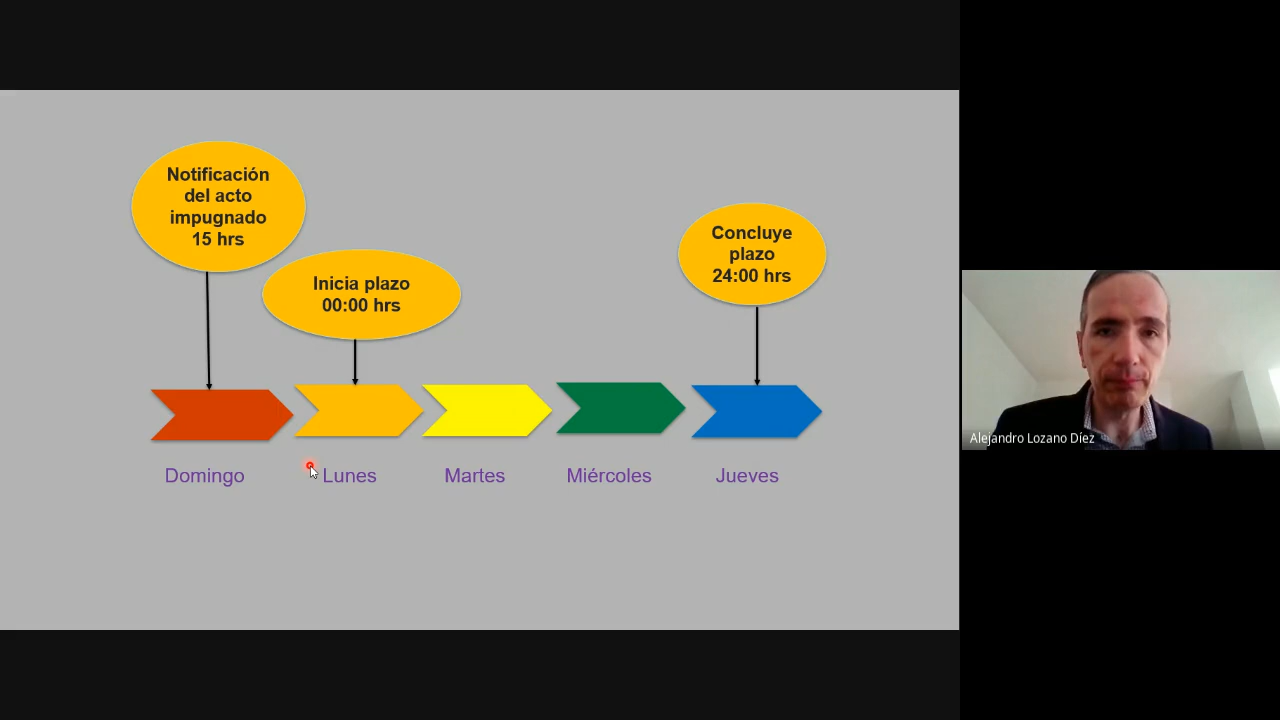 Notificación
del acto
impugnado
15 hrs
Inicia plazo
00:00 hrs
Concluye
plazo
24:00 hrs
Domingo
Lunes
Martes
Miércoles
Jueves
Alejandro Lozano Díez